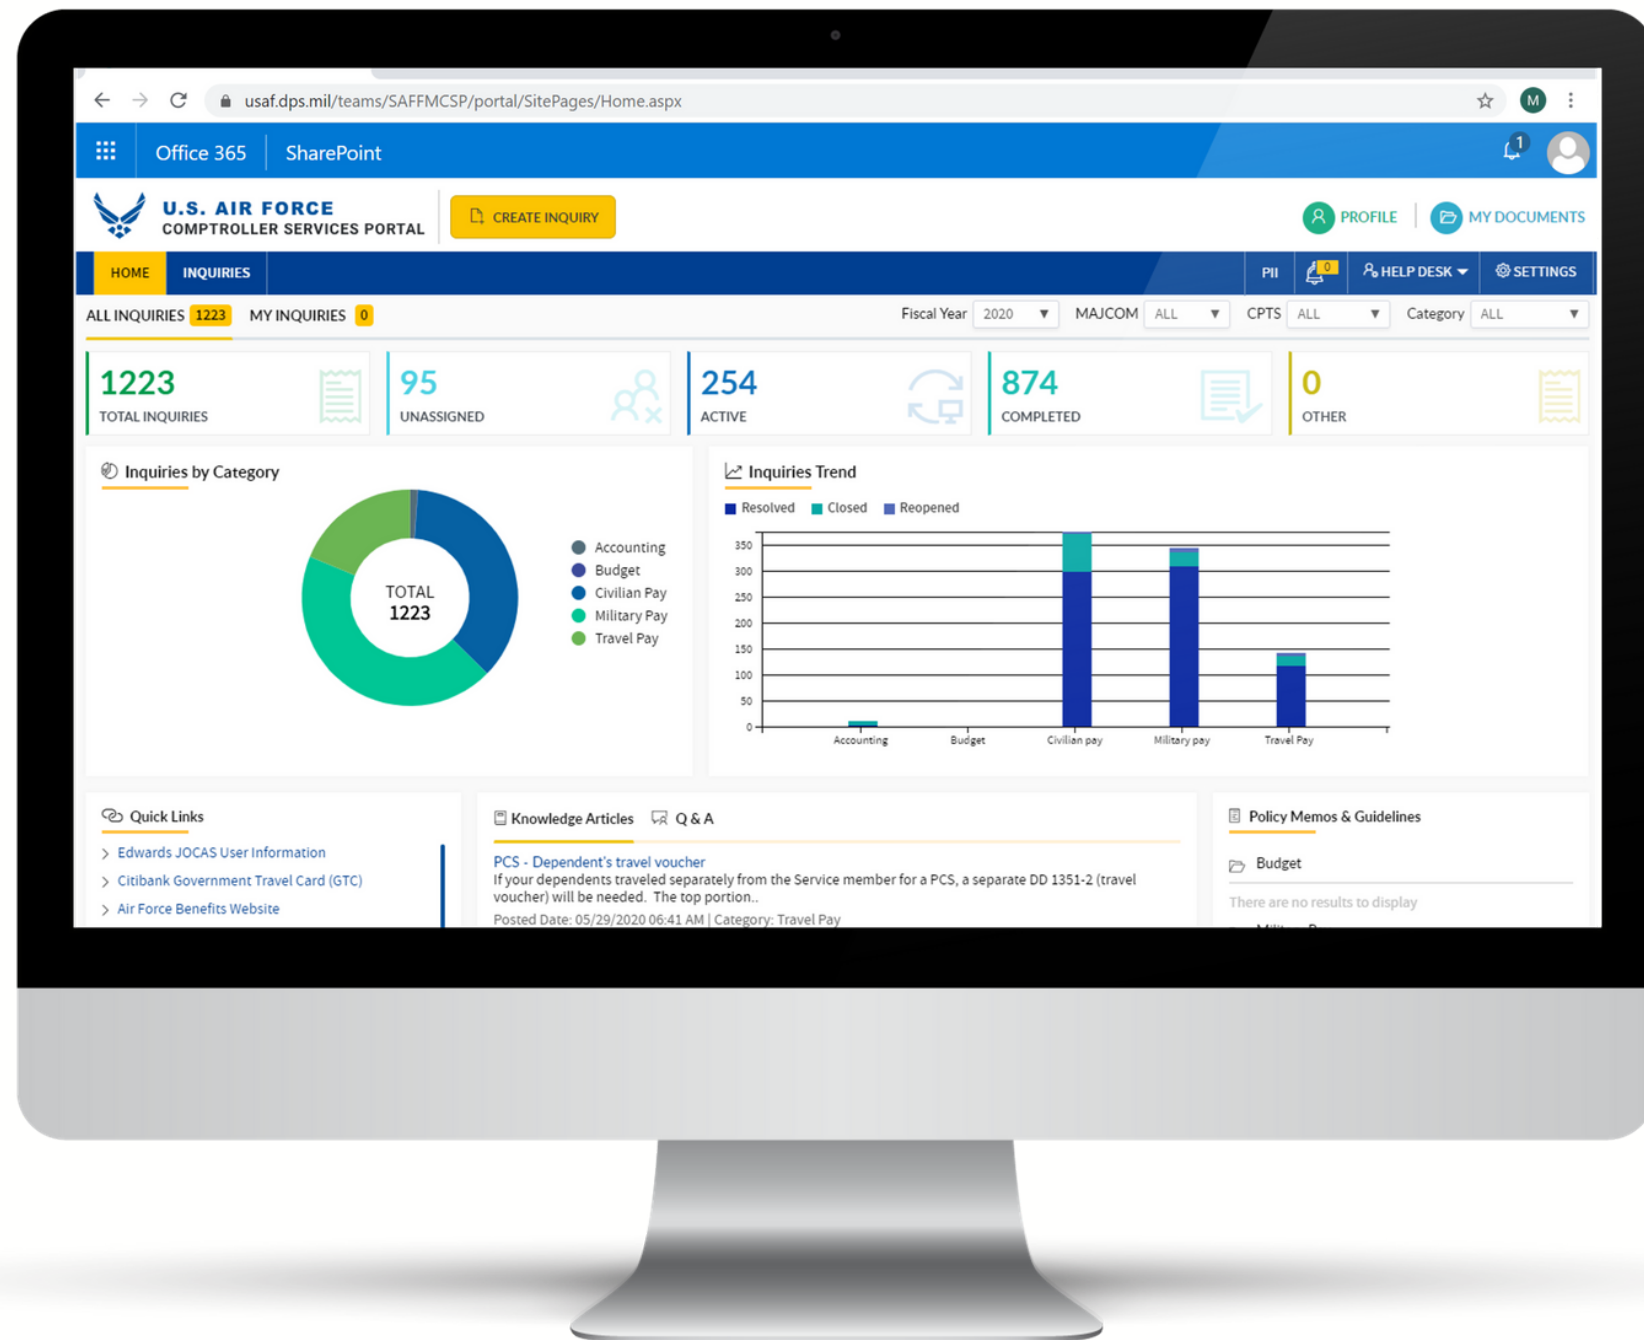 usaf.dps.mil/teams/SAFFMCSP/portal/SitePages/Home.aspx
M
Office 365 SharePoint
1
U.S. AIR FORCE
COMPTROLLER SERVICES PORTAL
CREATE INQUIRY
PROFILE
MY DOCUMENTS
HOME INQUIRIES
PII
0
HELP DESK
SETTINGS
ALL INQUIRIES 1223 MY INQUIRIES 0
Fiscal Year 2020 MAJCOM ALL CPTS ALL Category ALL
1223
TOTAL INQUIRIES
95
UNASSIGNED
254
ACTIVE
874
COMPLETED
0
OTHER
Inquiries by Category
TOTAL
1223
Accounting
Budget
Civilian Pay
Military Pay
Travel Pay
Inquiries Trend
Resolved Closed Reopened
350
300
250
200
150
100
50
0
Accounting Budget Civilian pay Military pay Travel Pay
Quick Links
Edwards JOCAS User Information
Citibank Government Travel Card (GTC)
Air Force Benefits Website
Knowledge Articles Q & A
PCS - Dependent's travel voucher
If your dependents traveled separately from the Service member for a PCS, a separate DD 1351-2 (travel
voucher) will be needed. The top portion..
Posted Date: 05/29/2020 06:41 AM | Category: Travel Pay
Policy Memos & Guidelines
Budget
There are no results to display